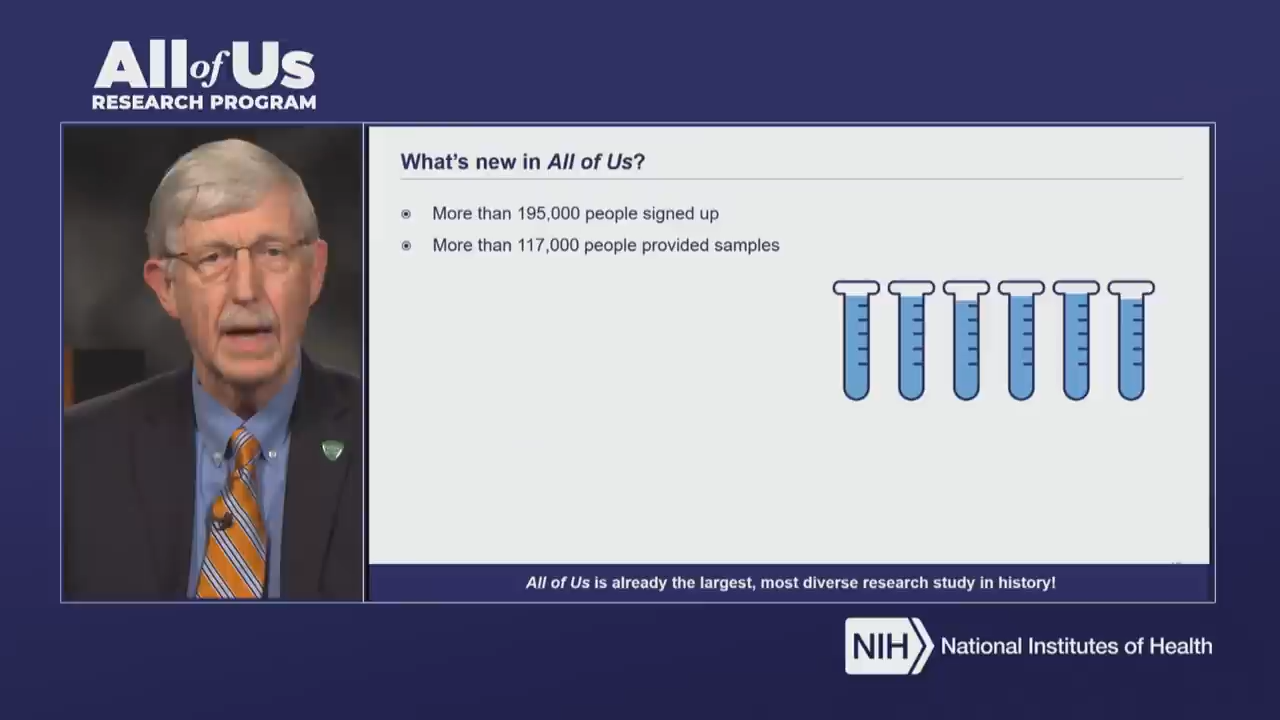 All of Us
RESEARCH PROGRAM
What's new in All of Us?
More than 195,000 people signed up
More than 117,000 people provided samples
All of Us is already the largest, most diverse research study in history!
NIH National Institutes of Health